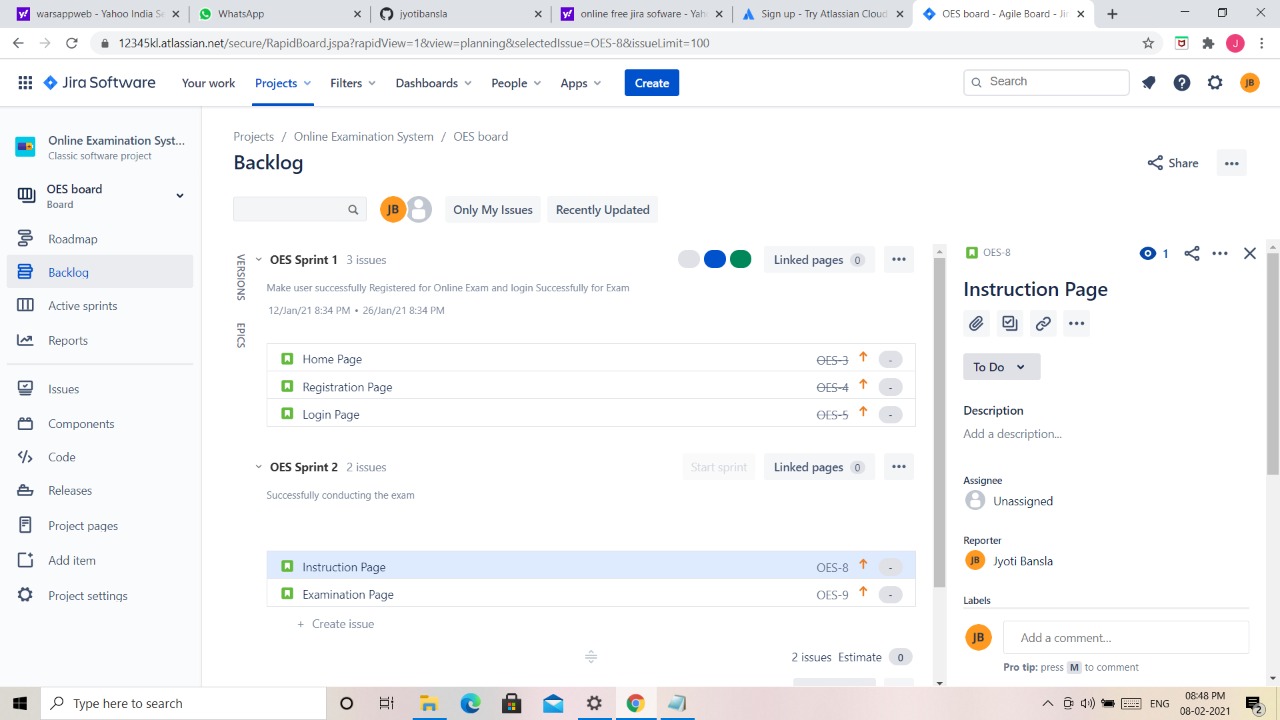 warsappweb - Yahoo India Se
WhatsApp
jyotibansla
online free jira sofware - Yah
Sign up - Try Atlassian Cloud
OES board - Agile Board - Jir
12345kl.atlassian.net/secure/RapidBoard.jspa?rapidView=1&view=planning&selectedIssue=OES-8&issueLimit=100
J
Jira Software
Your work
Projects
Filters
Dashboards
People
Apps
Create
Search
JB
Online Examination Syst...
Classic software project
OES board
Board
Roadmap
Backlog
Active sprints
Reports
Issues
Components
Code
Releases
Project pages
Add item
Project settings
Projects / Online Examination System / OES board
Backlog
Share
JB
Only My Issues
Recently Updated
VERSIONS
EPICS
OES Sprint 1 3 issues
Linked pages 0
Make user successfully Registered for Online Exam and login Successfully for Exam
12/Jan/21 8:34 PM • 26/Jan/21 8:34 PM
Home Page OES-3 -
Registration Page OES-4 -
Login Page OES-5 -
OES Sprint 2 2 issues
Start sprint
Linked pages 0
Successfully conducting the exam
Instruction Page OES-8 -
Examination Page OES-9 -
+ Create issue
2 issues Estimate 0
OES-8
1
Instruction Page
To Do
Description
Add a description...
Assignee
Unassigned
Reporter
JB Jyoti Bansla
Labels
JB
Add a comment...
Pro tip: press M to comment
Type here to search
ENG
08:48 PM
08-02-2021
2